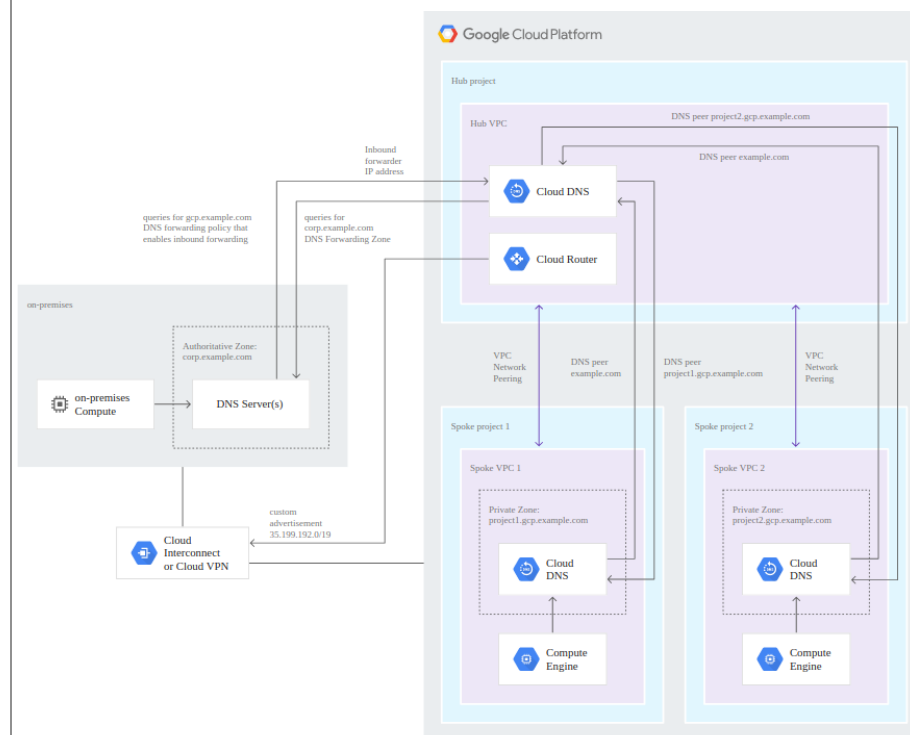 Google Cloud Platform
Hub project
Hub VPC
DNS peer project2.gcp.example.com
DNS peer example.com
Inbound
forwarder
IP address
Cloud DNS
queries for gcp.example.com
DNS forwarding policy that
enables inbound forwarding
queries for
corp.example.com
DNS Forwarding Zone
Cloud Router
on-premises
Authoritative Zone:
corp.example.com
on-premises
Compute
DNS Server(s)
VPC
Network
Peering
DNS peer
example.com
DNS peer
project1.gcp.example.com
VPC
Network
Peering
Spoke project 1
Spoke VPC 1
Private Zone:
project1.gcp.example.com
Cloud
DNS
Compute
Engine
Spoke project 2
Spoke VPC 2
Private Zone:
project2.gcp.example.com
Cloud
DNS
Compute
Engine
custom
advertisement
35.199.192.0/19
Cloud
Interconnect
or Cloud VPN